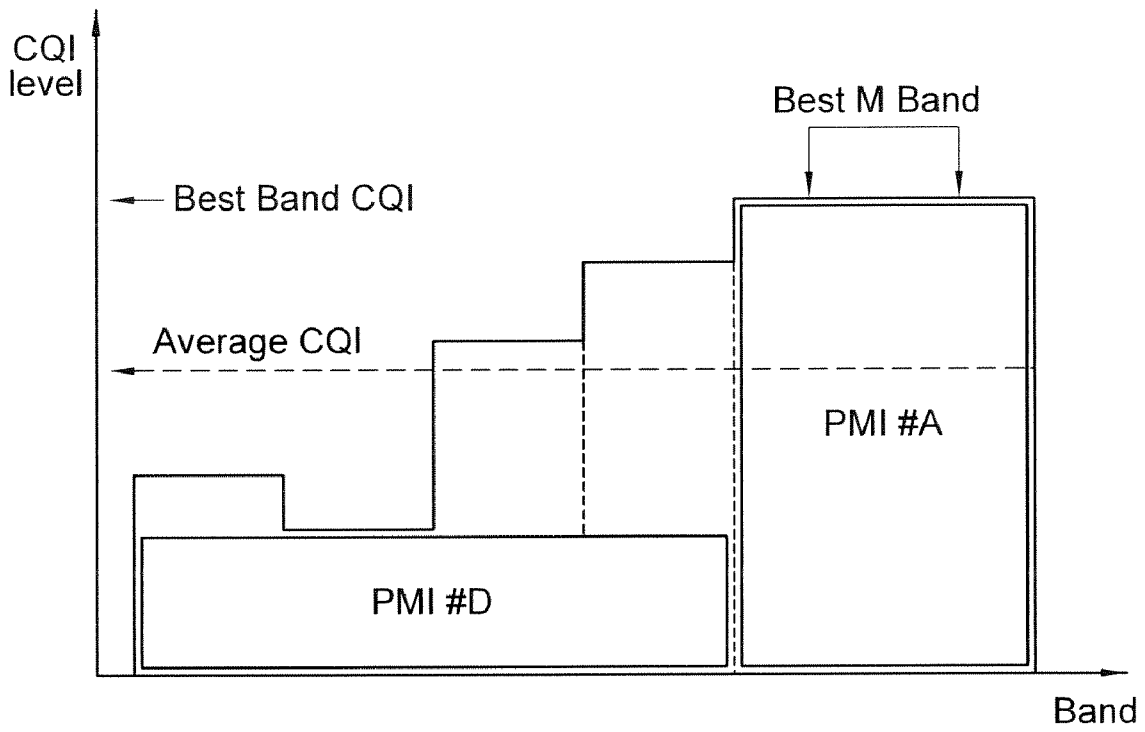 CQI
level
Best M Band
Best Band CQI
Average CQI
PMI #A
PMI #D
Band